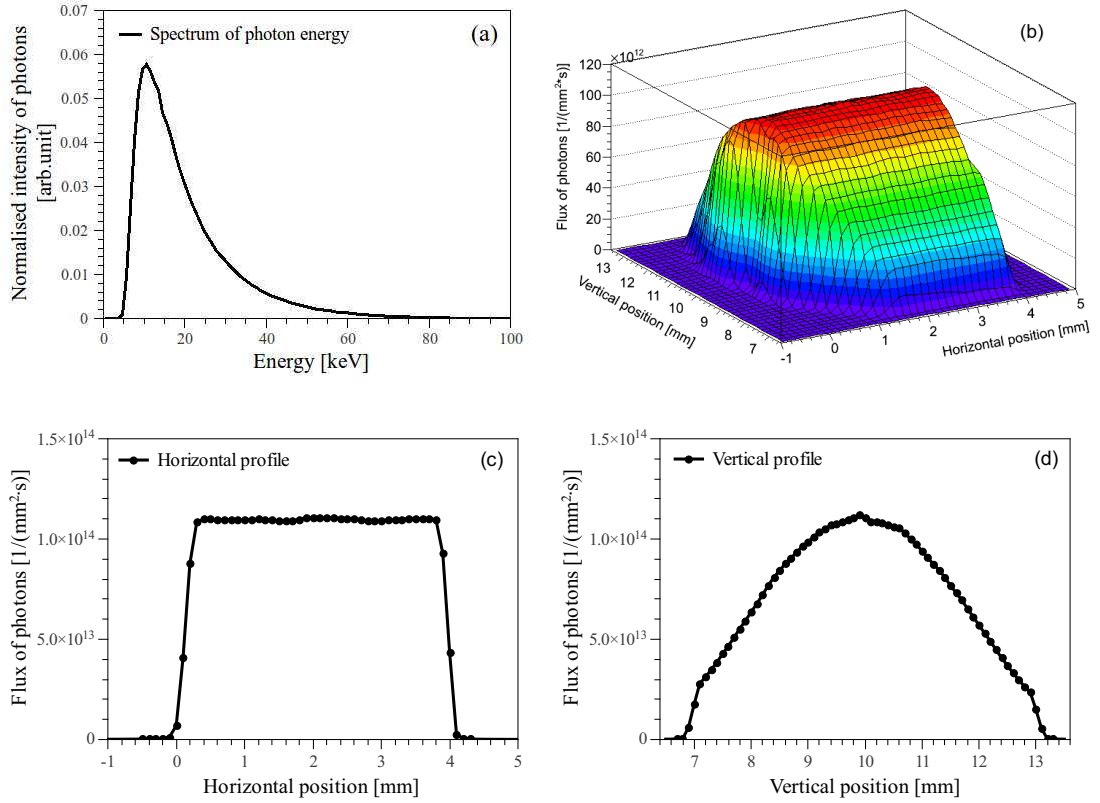 0.07
0.06
0.05
0.04
0.03
0.02
0.01
0
Normalised intensity of photons
[arb.unit]
Spectrum of photon energy
(a)
0 20 40 60 80 100
Energy [keV]
(b)
×10¹²
120
100
80
60
40
20
0
Flux of photons [1/(mm²*s)]
13 12 11 10 9 8 7
Vertical position [mm]
-1 0 1 2 3 4 5
Horizontal position [mm]
1.5×10¹⁴
1.0×10¹⁴
5.0×10¹³
0
Flux of photons [1/(mm²·s)]
Horizontal profile
(c)
-1 0 1 2 3 4 5
Horizontal position [mm]
1.5×10¹⁴
1.0×10¹⁴
5.0×10¹³
0
Flux of photons [1/(mm²·s)]
Vertical profile
(d)
7 8 9 10 11 12 13
Vertical position [mm]